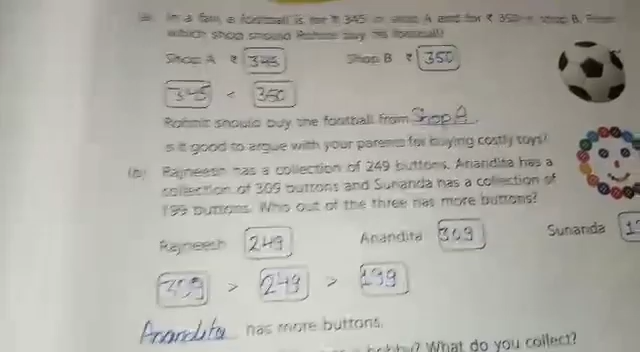 (a) In a fair, a football is for ₹ 345 in shop A and for ₹ 350 in shop B. From
which shop should Rohnit buy the football?
Shop A ₹ 345 Shop B ₹ 350
345 < 350
Rohnit should buy the football from Shop A.
Is it good to argue with your parents for buying costly toys?
(b) Rajneesh has a collection of 249 buttons. Anandita has a
collection of 309 buttons and Sunanda has a collection of
199 buttons. Who out of the three has more buttons?
Rajneesh 249 Anandita 309 Sunanda
309 > 249 > 199
Anandita has more buttons.
hobby? What do you collect?